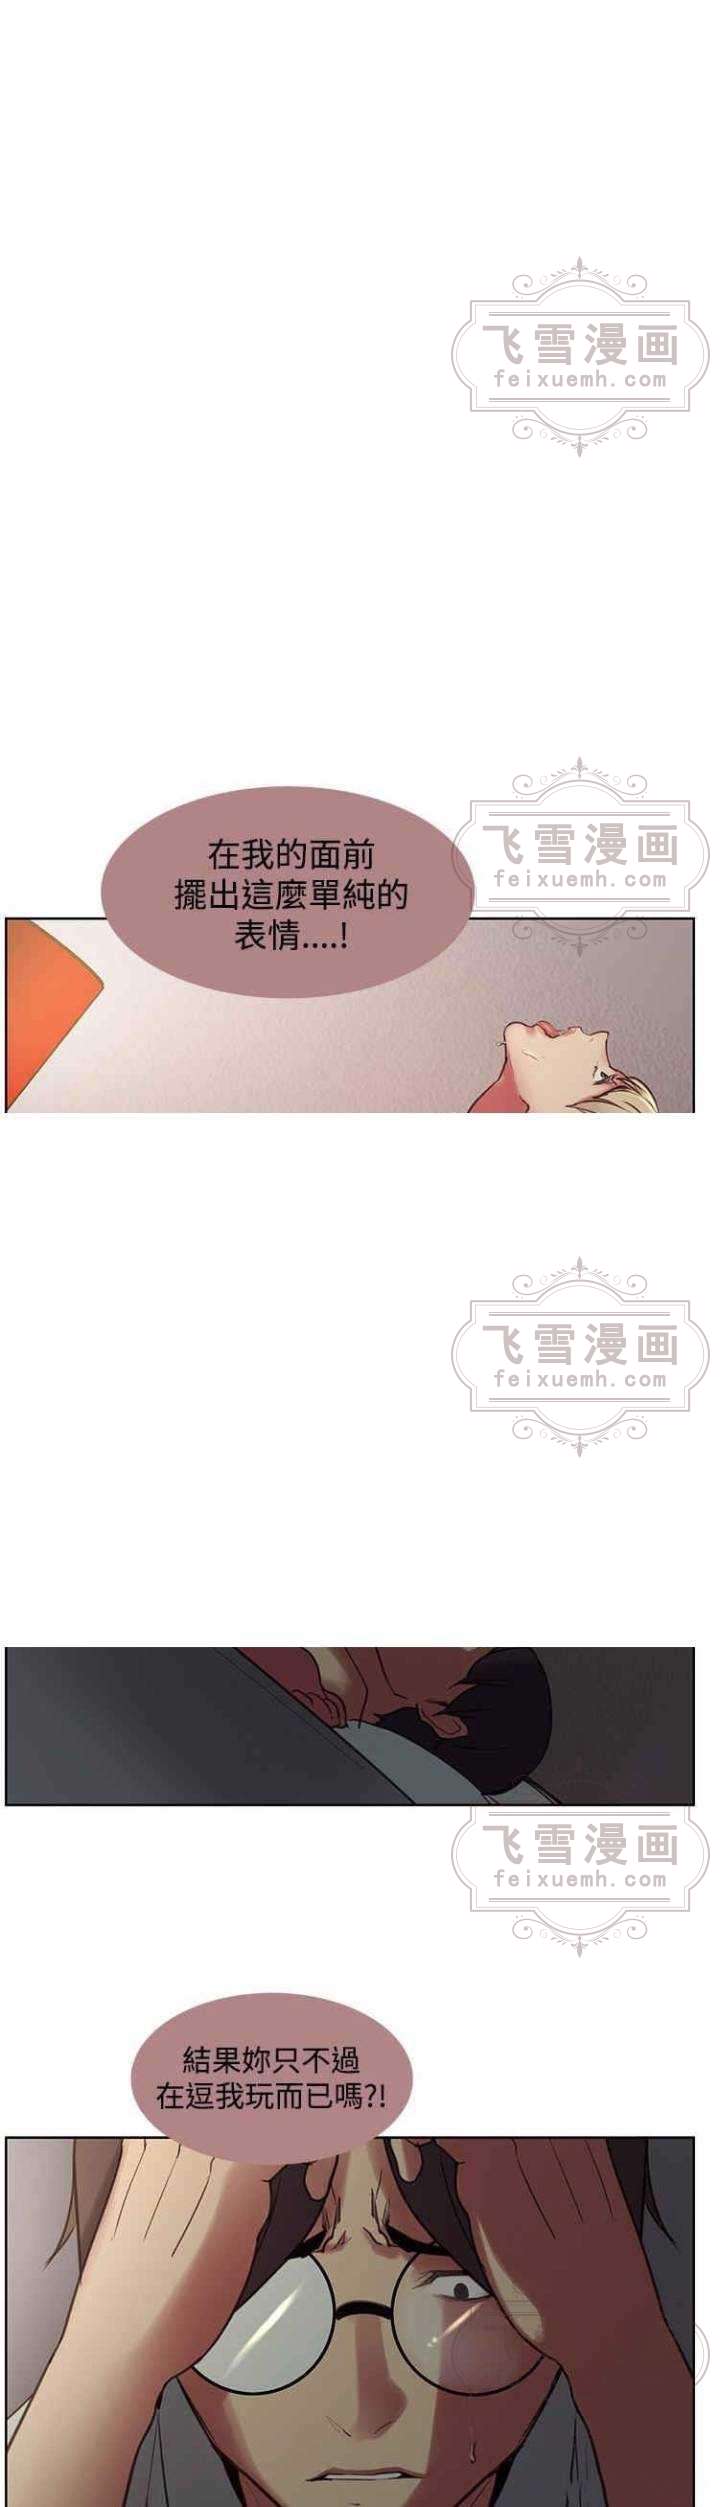 飞雪漫画
feixuemh.com
飞雪漫画
feixuemh.com
在我的面前
擺出這麼單純的
表情....!
飞雪漫画
feixuemh.com
飞雪漫画
feixuemh.com
結果妳只不過
在逗我玩而已嗎?!